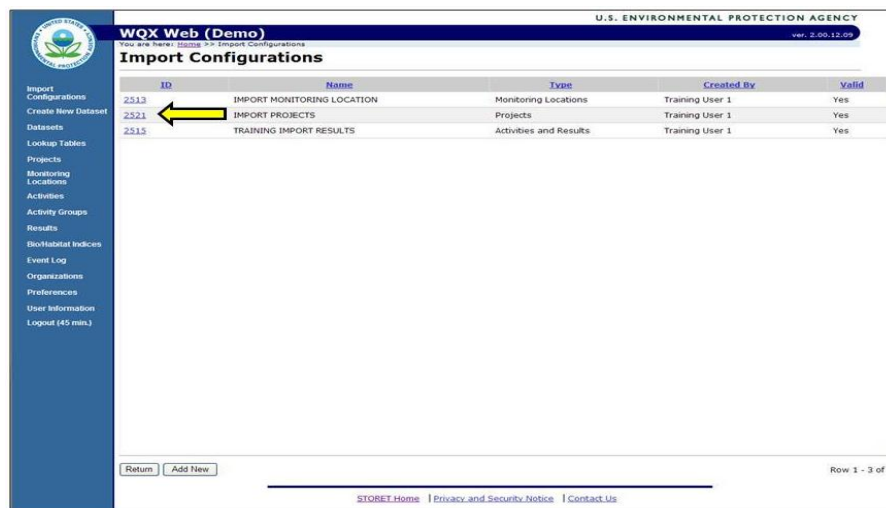 U.S. ENVIRONMENTAL PROTECTION AGENCY
WQX Web (Demo)
ver. 2.00.12.09
You are here: Home >> Import Configurations
Import Configurations
Import
Configurations
Create New Dataset
Datasets
Lookup Tables
Projects
Monitoring
Locations
Activities
Activity Groups
Results
Bio/Habitat Indices
Event Log
Organizations
Preferences
User Information
Logout (45 min.)
ID Name Type Created By Valid
2513 IMPORT MONITORING LOCATION Monitoring Locations Training User 1 Yes
2521 IMPORT PROJECTS Projects Training User 1 Yes
2515 TRAINING IMPORT RESULTS Activities and Results Training User 1 Yes
Return Add New
Row 1 - 3 of
STORET Home | Privacy and Security Notice | Contact Us